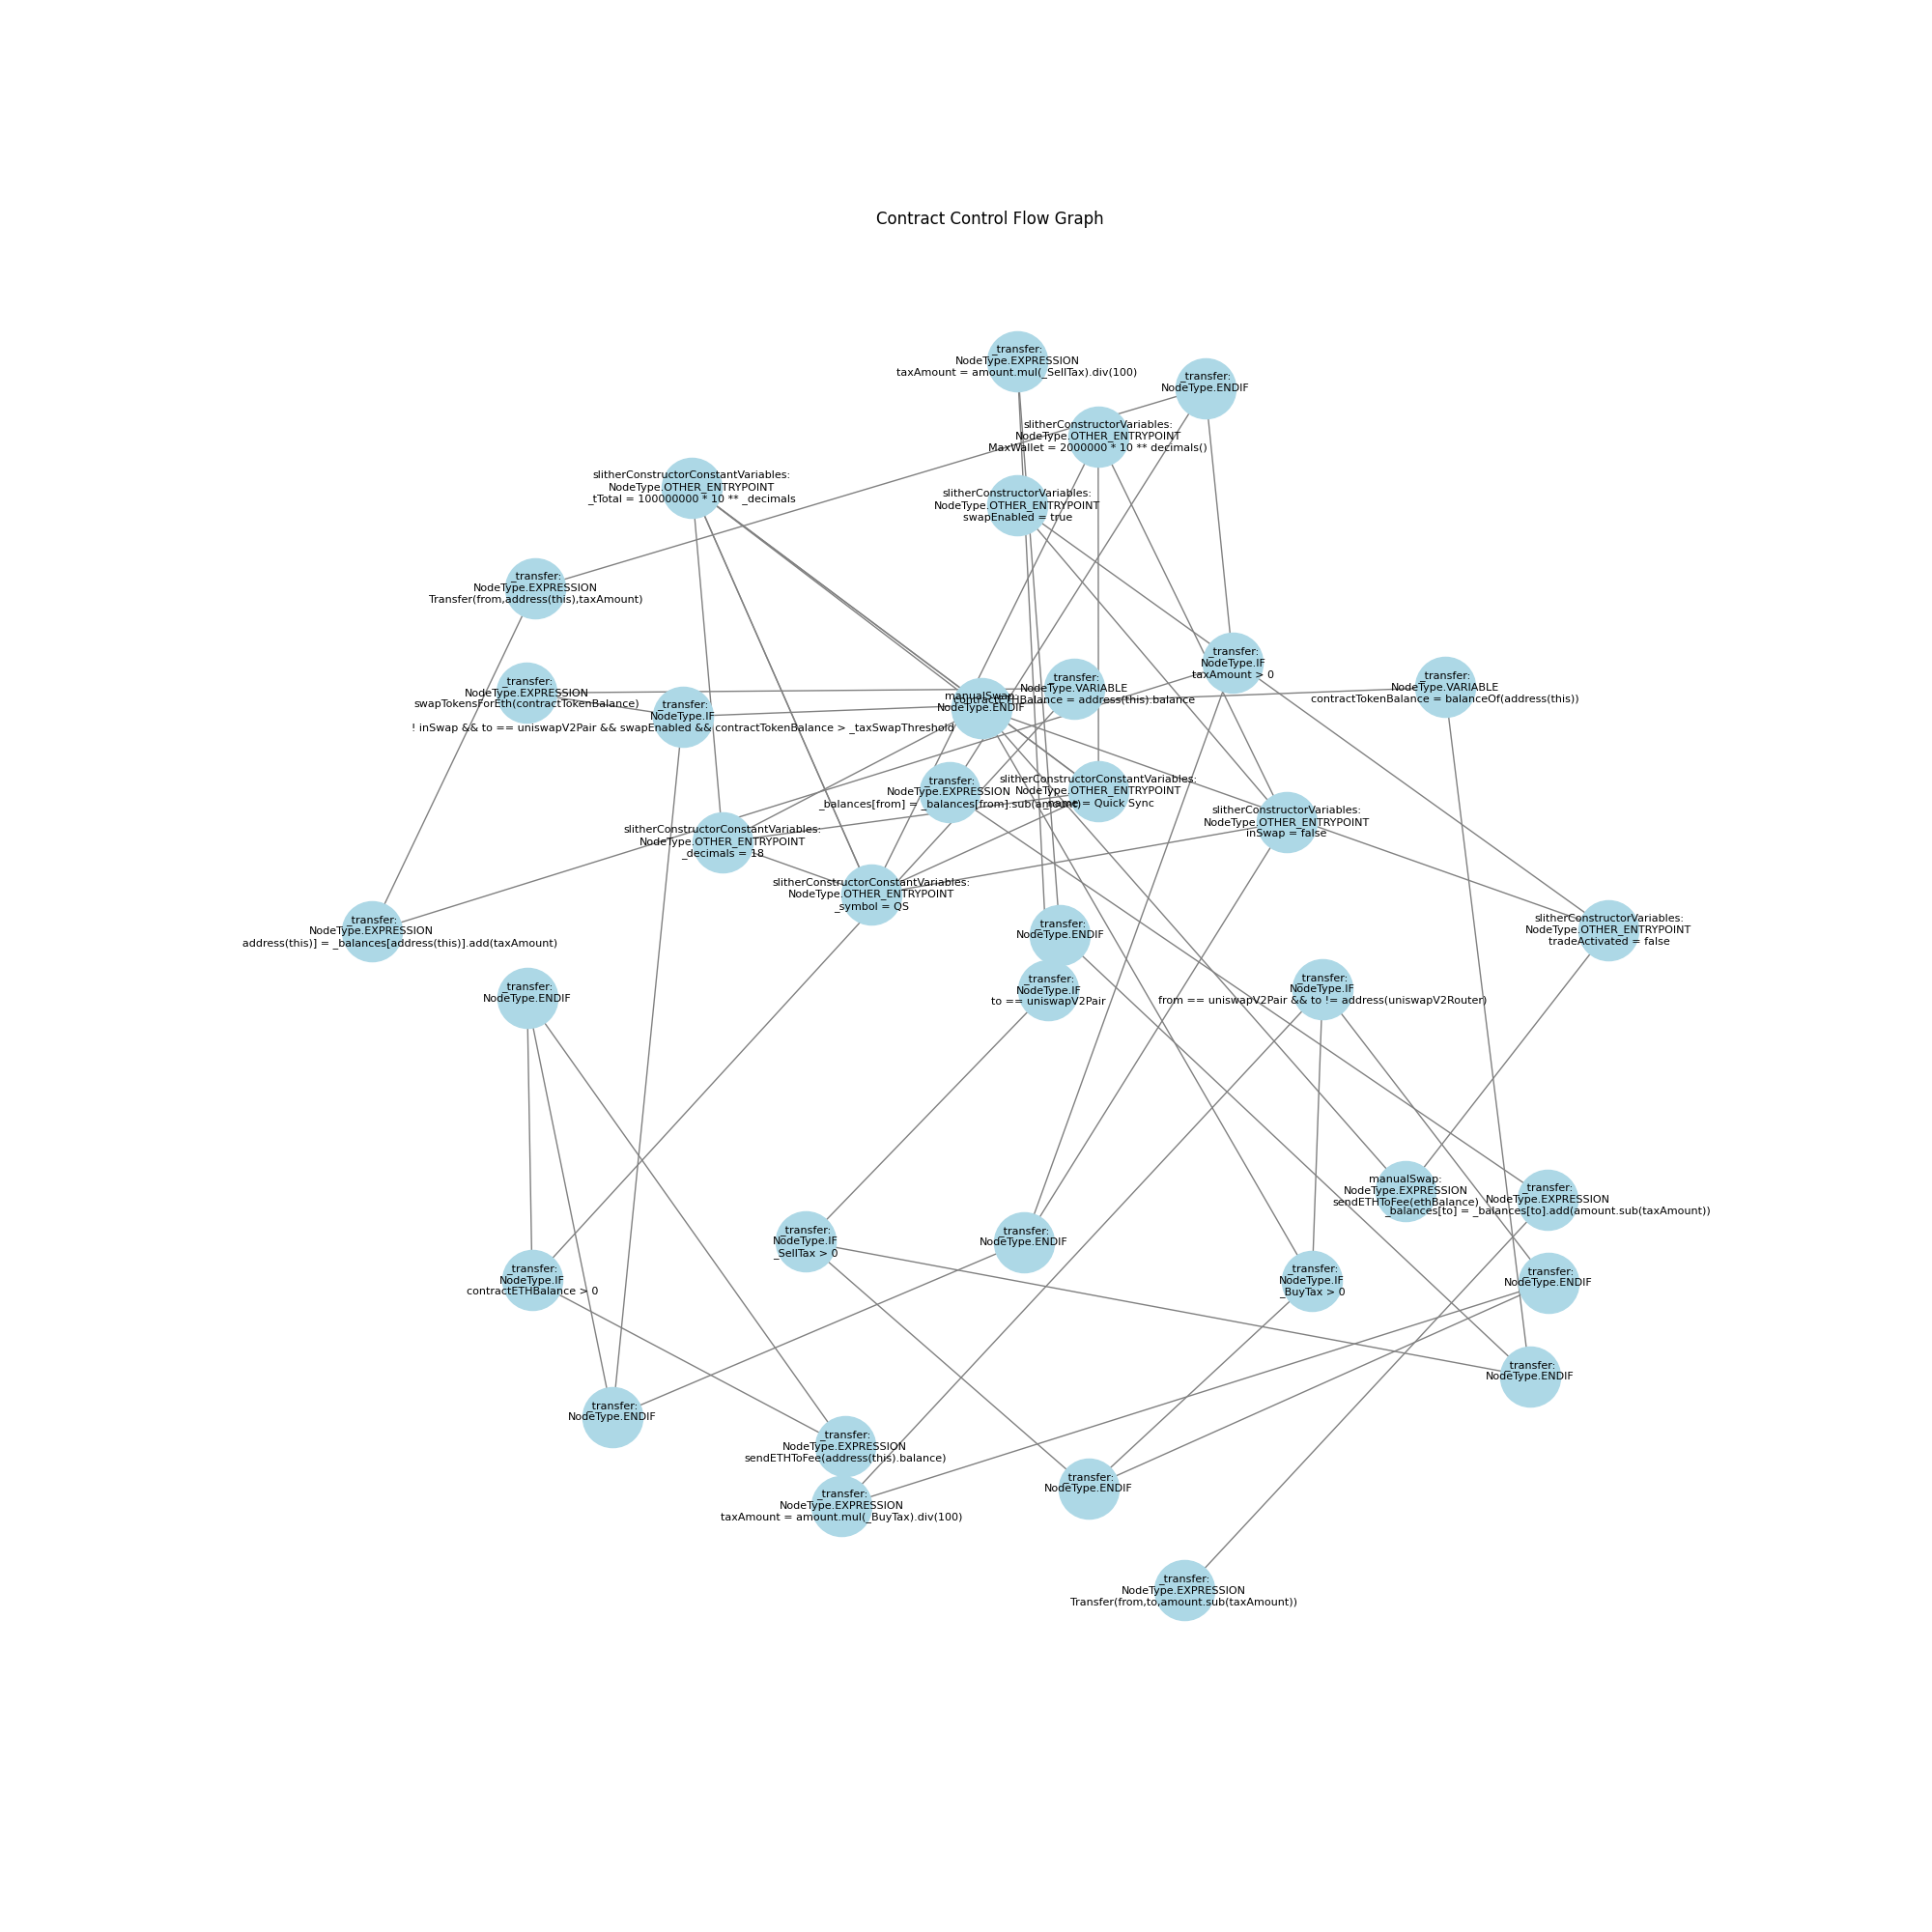 Contract Control Flow Graph
_transfer:
NodeType.EXPRESSION
taxAmount = amount.mul(_SellTax).div(100)
_transfer:
NodeType.ENDIF
slitherConstructorVariables:
NodeType.OTHER_ENTRYPOINT
MaxWallet = 2000000 * 10 ** decimals()
slitherConstructorConstantVariables:
NodeType.OTHER_ENTRYPOINT
_tTotal = 100000000 * 10 ** _decimals
slitherConstructorVariables:
NodeType.OTHER_ENTRYPOINT
swapEnabled = true
_transfer:
NodeType.EXPRESSION
Transfer(from,address(this),taxAmount)
_transfer:
NodeType.IF
taxAmount > 0
_transfer:
NodeType.EXPRESSION
swapTokensForEth(contractTokenBalance)
_transfer:
NodeType.VARIABLE
contractETHBalance = address(this).balance
_transfer:
NodeType.VARIABLE
contractTokenBalance = balanceOf(address(this))
manualSwap:
NodeType.ENDIF
_transfer:
NodeType.IF
! inSwap && to == uniswapV2Pair && swapEnabled && contractTokenBalance > _taxSwapThreshold
_transfer:
NodeType.EXPRESSION
_balances[from] = _balances[from].sub(amount)
slitherConstructorConstantVariables:
NodeType.OTHER_ENTRYPOINT
_name = Quick Sync
slitherConstructorVariables:
NodeType.OTHER_ENTRYPOINT
inSwap = false
slitherConstructorConstantVariables:
NodeType.OTHER_ENTRYPOINT
_decimals = 18
slitherConstructorConstantVariables:
NodeType.OTHER_ENTRYPOINT
_symbol = QS
_transfer:
NodeType.EXPRESSION
address(this)] = _balances[address(this)].add(taxAmount)
_transfer:
NodeType.ENDIF
slitherConstructorVariables:
NodeType.OTHER_ENTRYPOINT
tradeActivated = false
_transfer:
NodeType.ENDIF
_transfer:
NodeType.IF
to == uniswapV2Pair
_transfer:
NodeType.IF
from == uniswapV2Pair && to != address(uniswapV2Router)
manualSwap:
NodeType.EXPRESSION
sendETHToFee(ethBalance)
_transfer:
NodeType.EXPRESSION
_balances[to] = _balances[to].add(amount.sub(taxAmount))
_transfer:
NodeType.IF
_SellTax > 0
_transfer:
NodeType.ENDIF
_transfer:
NodeType.IF
contractETHBalance > 0
_transfer:
NodeType.IF
_BuyTax > 0
_transfer:
NodeType.ENDIF
_transfer:
NodeType.ENDIF
_transfer:
NodeType.ENDIF
_transfer:
NodeType.EXPRESSION
sendETHToFee(address(this).balance)
_transfer:
NodeType.ENDIF
_transfer:
NodeType.EXPRESSION
taxAmount = amount.mul(_BuyTax).div(100)
_transfer:
NodeType.EXPRESSION
Transfer(from,to,amount.sub(taxAmount))